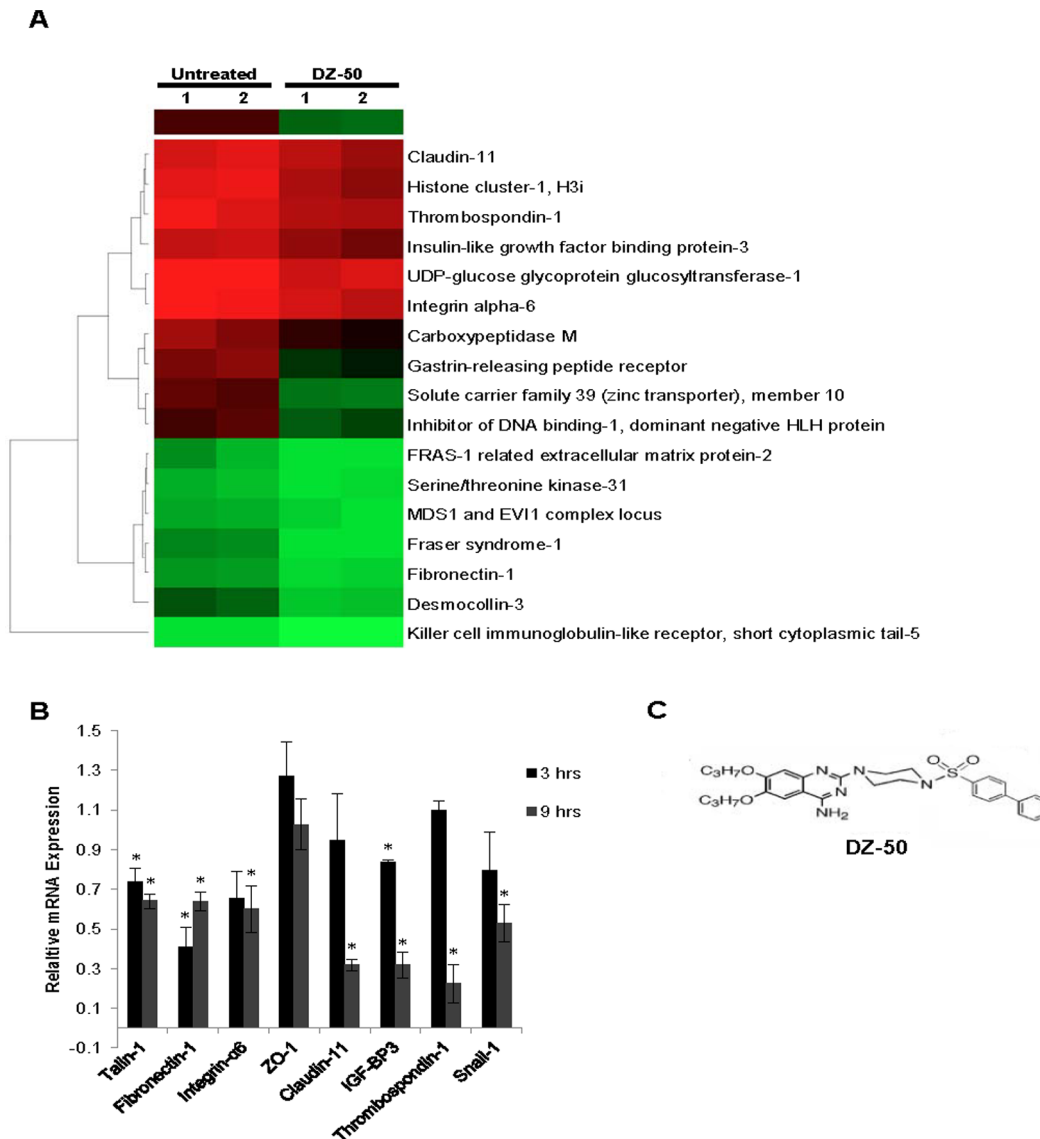 A
Untreated DZ-50
1 2 1 2
Claudin-11
Histone cluster-1, H3i
Thrombospondin-1
Insulin-like growth factor binding protein-3
UDP-glucose glycoprotein glucosyltransferase-1
Integrin alpha-6
Carboxypeptidase M
Gastrin-releasing peptide receptor
Solute carrier family 39 (zinc transporter), member 10
Inhibitor of DNA binding-1, dominant negative HLH protein
FRAS-1 related extracellular matrix protein-2
Serine/threonine kinase-31
MDS1 and EVI1 complex locus
Fraser syndrome-1
Fibronectin-1
Desmocollin-3
Killer cell immunoglobulin-like receptor, short cytoplasmic tail-5
B
Relaltive mRNA Expression
1.5
1.3
1.1
0.9
0.7
0.5
0.3
0.1
-0.1
* * * * * * * * * *
3 hrs
9 hrs
Talin-1
Fibronectin-1
Integrin-α6
ZO-1
Claudin-11
IGF-BP3
Thrombospondin-1
Snail-1
C
O O
S
N N N N
C₃H₇O
C₃H₇O
NH₂
DZ-50